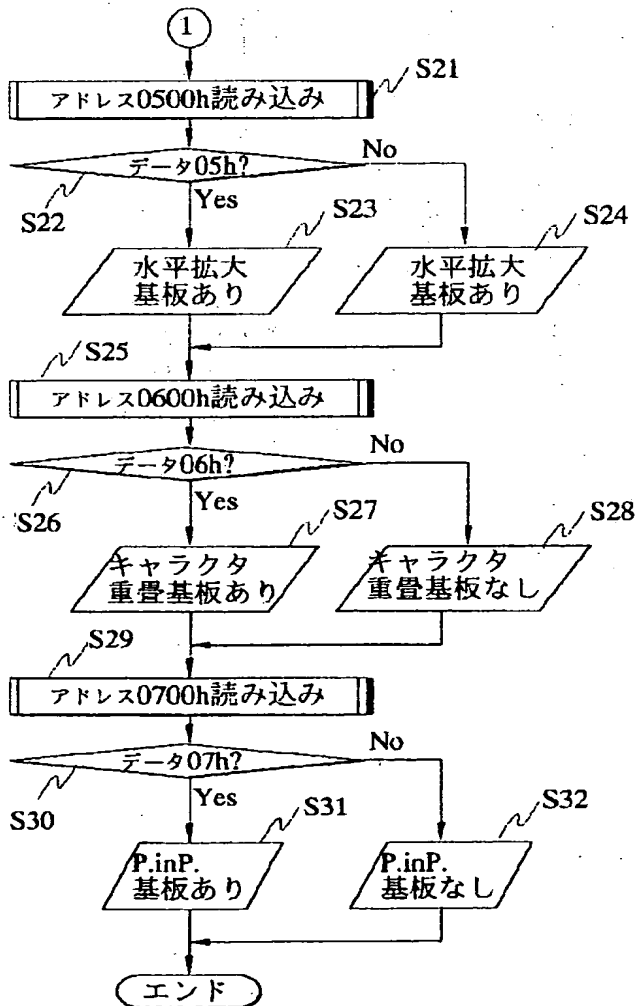 1
S21
アドレス0500h読み込み
データ05h?
No
S22
Yes
S23
S24
水平拡大
基板あり
水平拡大
基板あり
S25
アドレス0600h読み込み
データ06h?
No
S26
Yes
S27
S28
キャラクタ
重畳基板あり
キャラクタ
重畳基板なし
S29
アドレス0700h読み込み
データ07h?
No
S30
Yes
S31
S32
P.inP.
基板あり
P.inP.
基板なし
エンド